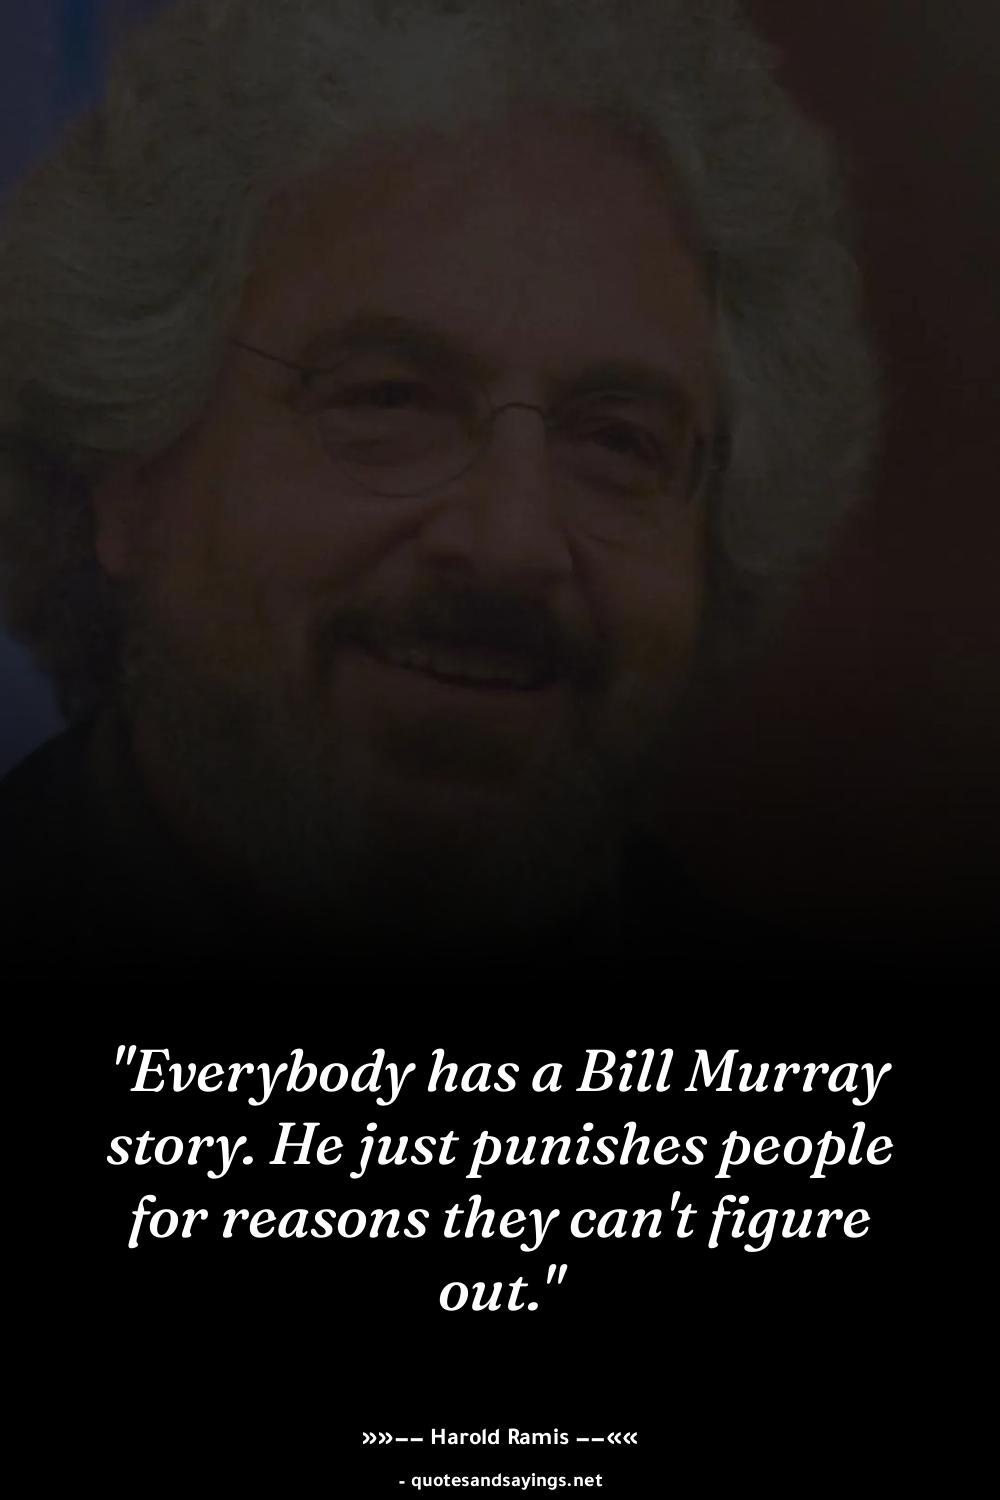 "Everybody has a Bill Murray
story. He just punishes people
for reasons they can't figure
out."
»»—— Harold Ramis ——««
- quotesandsayings.net